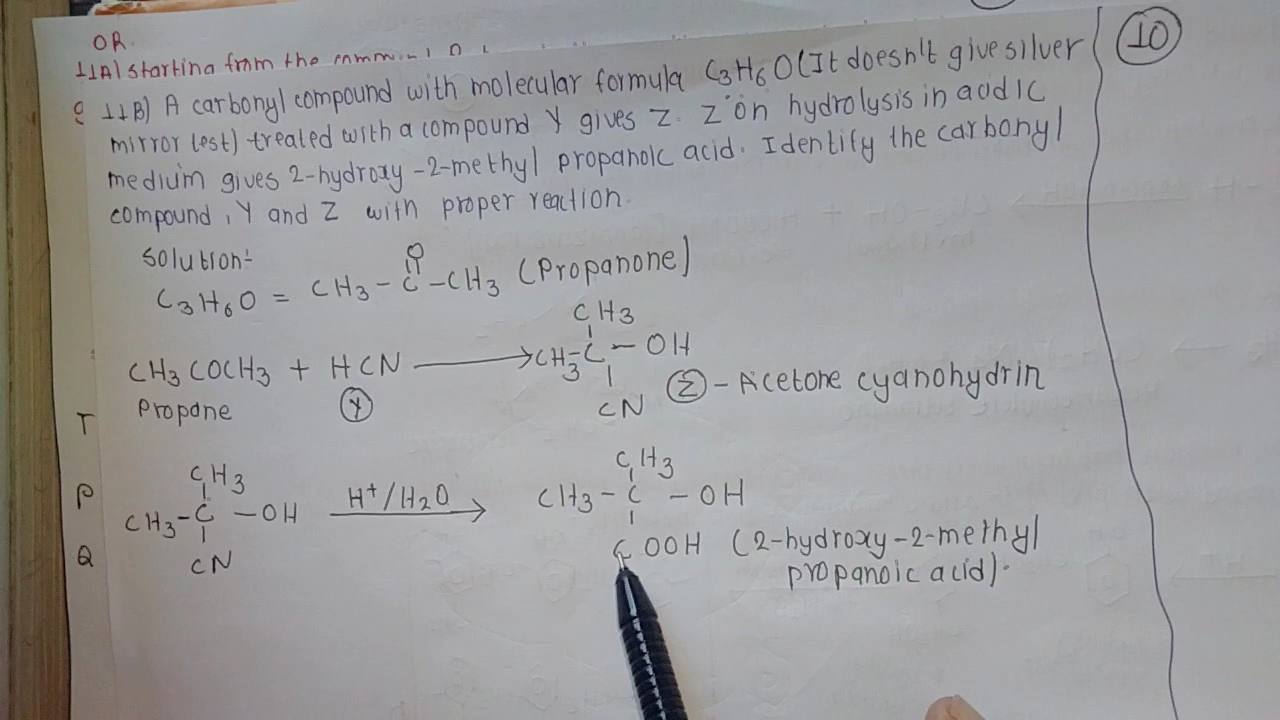 OR
11A) starting from the
10
Q 11B) A carbonyl compound with molecular formula C3H6O (It doesn't give silver
mirror test) treated with a compound Y gives Z. Z on hydrolysis in acidic
medium gives 2-hydroxy-2-methyl propanoic acid. Identify the carbonyl
compound, Y and Z with proper reaction.
Solution:-
O
C3H6O = CH3-C-CH3 (Propanone)
CH3
CH3COCH3 + HCN → CH3-C-OH
Propane Y CN Z - Acetone cyanohydrin
CH3 CH3
CH3-C-OH H+/H2O → CH3-C-OH
CN COOH (2-hydroxy-2-methyl
propanoic acid).
T
P
Q